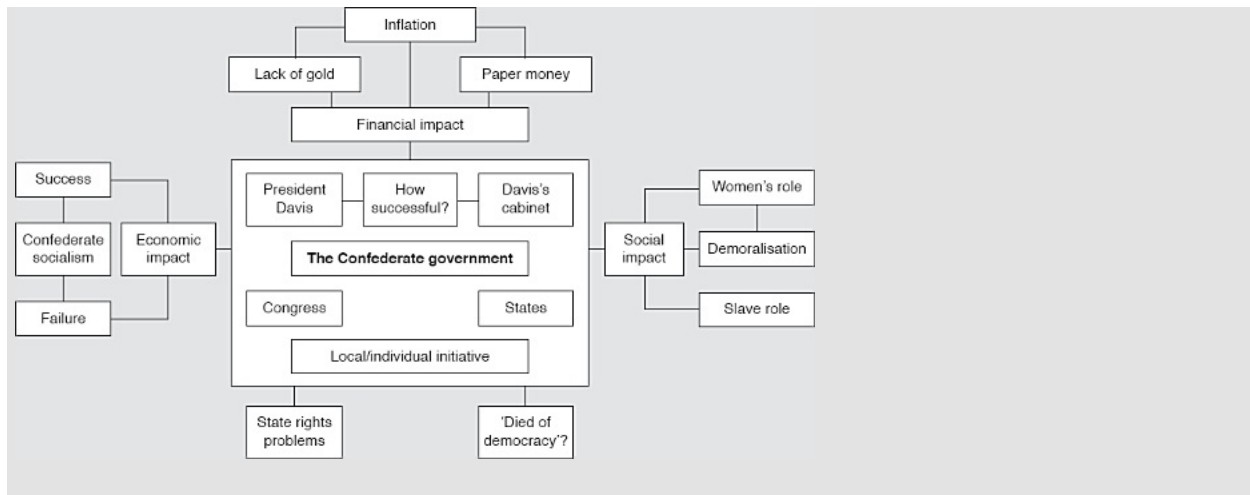 Inflation
Lack of gold
Paper money
Financial impact
Success
Confederate
socialism
Failure
Economic
impact
President
Davis
How
successful?
Davis's
cabinet
The Confederate government
Congress
States
Local/individual initiative
Social
impact
Women's role
Demoralisation
Slave role
State rights
problems
'Died of
democracy'?